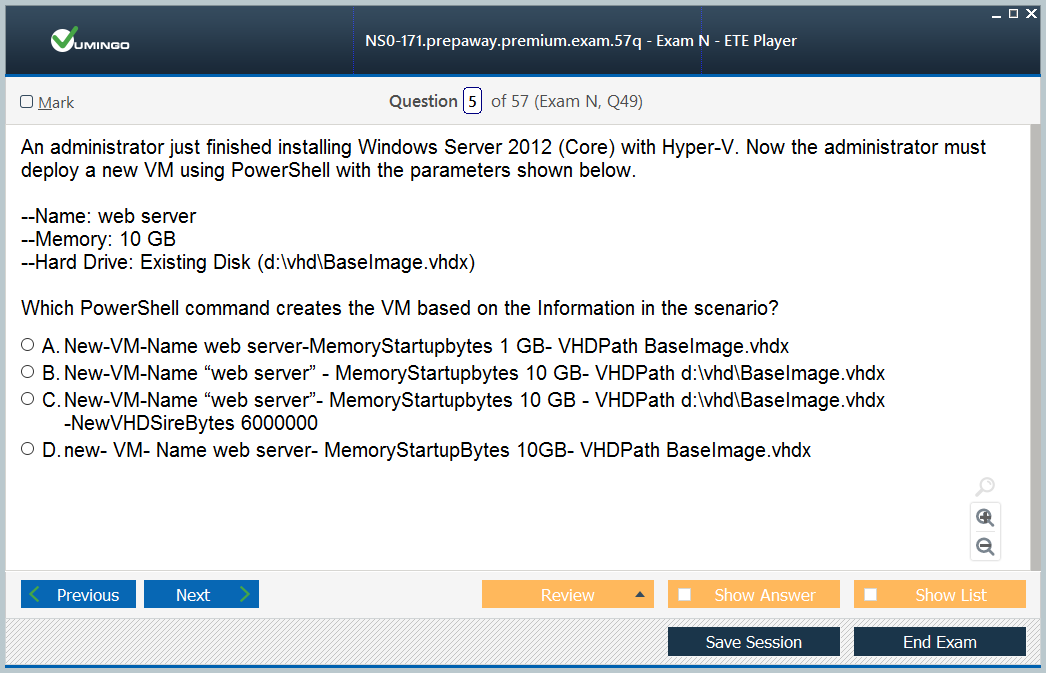 VUMINGO
NS0-171.prepaway.premium.exam.57q - Exam N - ETE Player
Mark
Question 5 of 57 (Exam N, Q49)
An administrator just finished installing Windows Server 2012 (Core) with Hyper-V. Now the administrator must
deploy a new VM using PowerShell with the parameters shown below.
--Name: web server
--Memory: 10 GB
--Hard Drive: Existing Disk (d:\vhd\BaseImage.vhdx)
Which PowerShell command creates the VM based on the Information in the scenario?
A. New-VM-Name web server-MemoryStartupbytes 1 GB- VHDPath BaseImage.vhdx
B. New-VM-Name “web server” - MemoryStartupbytes 10 GB- VHDPath d:\vhd\BaseImage.vhdx
C. New-VM-Name “web server”- MemoryStartupbytes 10 GB - VHDPath d:\vhd\BaseImage.vhdx
-NewVHDSireBytes 6000000
D. new- VM- Name web server- MemoryStartupBytes 10GB- VHDPath BaseImage.vhdx
Previous
Next
Review
Show Answer
Show List
Save Session
End Exam